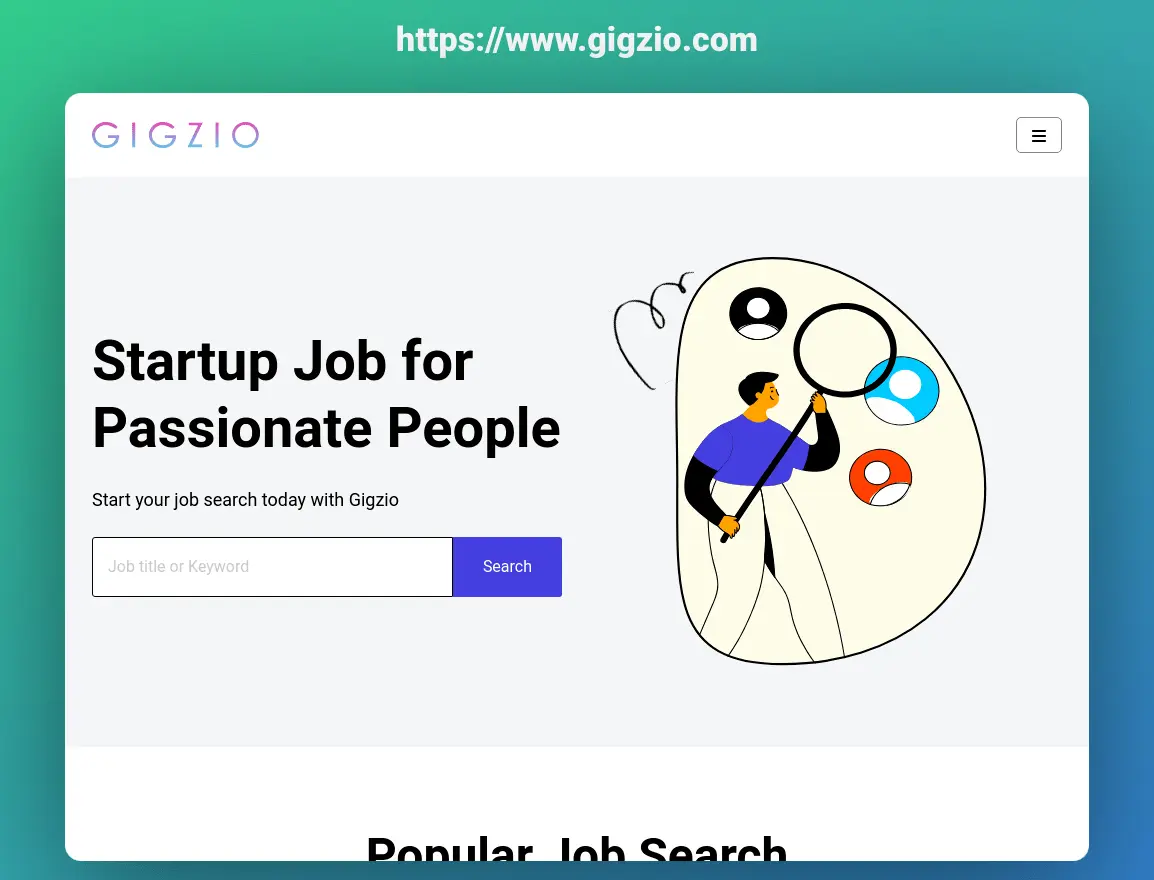 https://www.gigzio.com
GIGZIO
Startup Job for
Passionate People
Start your job search today with Gigzio
Job title or Keyword
Search
Popular Job Search